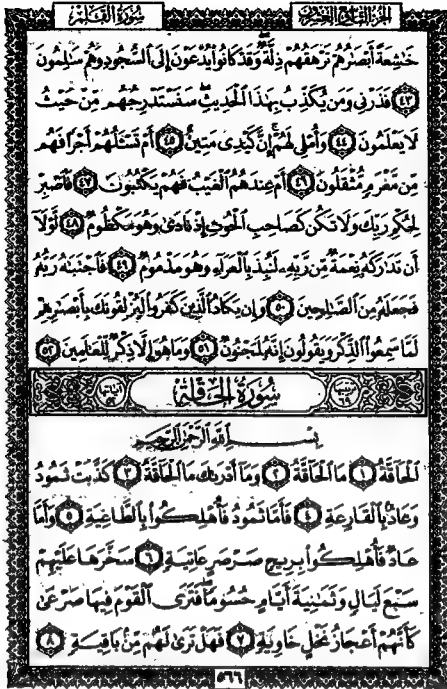 سُورَةُ القَلَمِ
الجزء التاسع والعشرون
خَٰشِعَةً أَبْصَٰرُهُمْ تَرْهَقُهُمْ ذِلَّةٌ وَقَدْ كَانُوا۟ يُدْعَوْنَ إِلَى ٱلسُّجُودِ وَهُمْ سَٰلِمُونَ
٤٣ فَذَرْنِى وَمَن يُكَذِّبُ بِهَٰذَا ٱلْحَدِيثِ سَنَسْتَدْرِجُهُم مِّنْ حَيْثُ
لَا يَعْلَمُونَ ٤٤ وَأُمْلِى لَهُمْ إِنَّ كَيْدِى مَتِينٌ ٤٥ أَمْ تَسْـَٔلُهُمْ أَجْرًا فَهُم
مِّن مَّغْرَمٍ مُّثْقَلُونَ ٤٦ أَمْ عِندَهُمُ ٱلْغَيْبُ فَهُمْ يَكْتُبُونَ ٤٧ فَٱصْبِرْ
لِحُكْمِ رَبِّكَ وَلَا تَكُن كَصَاحِبِ ٱلْحُوتِ إِذْ نَادَىٰ وَهُوَ مَكْظُومٌ ٤٨ لَّوْلَآ
أَن تَدَٰرَكَهُۥ نِعْمَةٌ مِّن رَّبِّهِۦ لَنُبِذَ بِٱلْعَرَآءِ وَهُوَ مَذْمُومٌ ٤٩ فَٱجْتَبَٰهُ رَبُّهُۥ
فَجَعَلَهُۥ مِنَ ٱلصَّٰلِحِينَ ٥٠ وَإِن يَكَادُ ٱلَّذِينَ كَفَرُوا۟ لَيُزْلِقُونَكَ بِأَبْصَٰرِهِمْ
لَمَّا سَمِعُوا۟ ٱلذِّكْرَ وَيَقُولُونَ إِنَّهُۥ لَمَجْنُونٌ ٥١ وَمَا هُوَ إِلَّا ذِكْرٌ لِّلْعَٰلَمِينَ ٥٢
سُورَةُ الحَاقَّةِ
بِسْمِ ٱللَّهِ ٱلرَّحْمَٰنِ ٱلرَّحِيمِ
ٱلْحَآقَّةُ ١ مَا ٱلْحَآقَّةُ ٢ وَمَآ أَدْرَىٰكَ مَا ٱلْحَآقَّةُ ٣ كَذَّبَتْ ثَمُودُ
وَعَادٌۢ بِٱلْقَارِعَةِ ٤ فَأَمَّا ثَمُودُ فَأُهْلِكُوا۟ بِٱلطَّاغِيَةِ ٥ وَأَمَّا
عَادٌ فَأُهْلِكُوا۟ بِرِيحٍ صَرْصَرٍ عَاتِيَةٍ ٦ سَخَّرَهَا عَلَيْهِمْ
سَبْعَ لَيَالٍ وَثَمَٰنِيَةَ أَيَّامٍ حُسُومًا فَتَرَى ٱلْقَوْمَ فِيهَا صَرْعَىٰ
كَأَنَّهُمْ أَعْجَازُ نَخْلٍ خَاوِيَةٍ ٧ فَهَلْ تَرَىٰ لَهُم مِّنۢ بَاقِيَةٍ ٨
٥٦٦